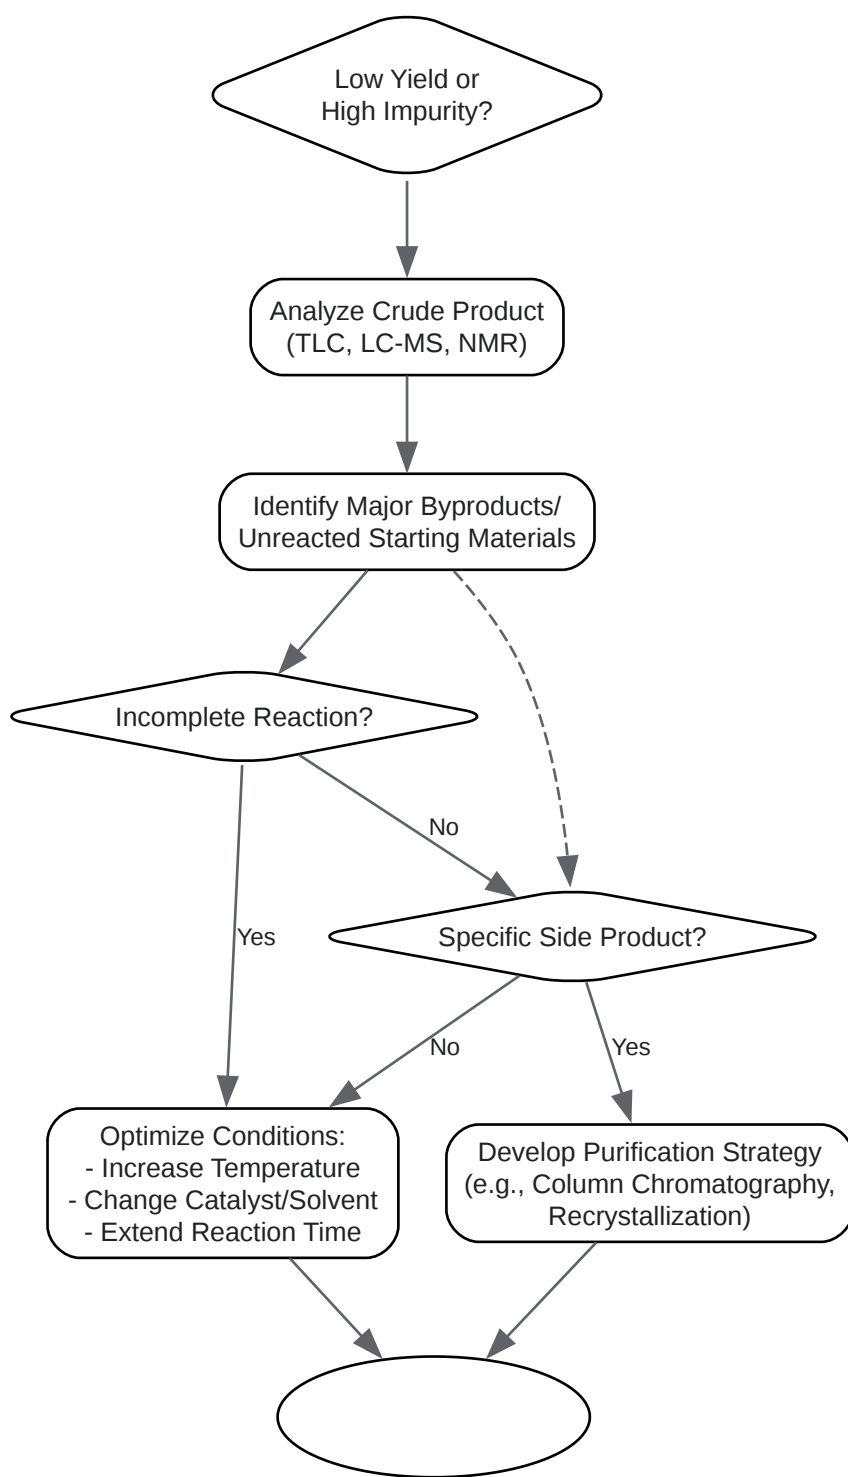 Low Yield or
High Impurity?
Analyze Crude Product
(TLC, LC-MS, NMR)
Identify Major Byproducts/
Unreacted Starting Materials
Incomplete Reaction?
No
Yes
Specific Side Product?
No
Yes
Optimize Conditions:
- Increase Temperature
- Change Catalyst/Solvent
- Extend Reaction Time
Develop Purification Strategy
(e.g., Column Chromatography,
Recrystallization)